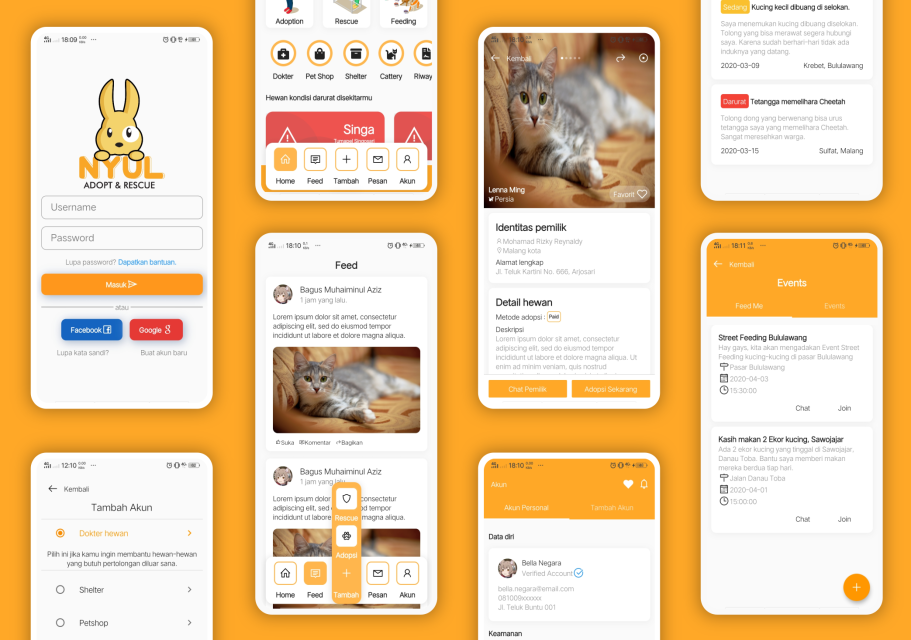 18:09
NYUL
ADOPT & RESCUE
Username
Password
Lupa password? Dapatkan bantuan.
Masuk
atau
Facebook
Google
Lupa kata sandi?
Buat akun baru
12:10
Kembali
Tambah Akun
Dokter hewan
Pilih ini jika kamu ingin membantu hewan-hewan
yang butuh pertolongan diluar sana.
Shelter
Petshop
Adoption
Rescue
Feeding
Dokter
Pet Shop
Shelter
Cattery
Riway
Hewan kondisi darurat disekitarmu
Singa
Home
Feed
Tambah
Pesan
Akun
18:10
Feed
Bagus Muhaiminul Aziz
1 jam yang lalu.
Lorem ipsum dolor sit amet, consectetur
adipiscing elit, sed do eiusmod tempor
incididunt ut labore et dolore magna aliqua.
Suka
Komentar
Bagikan
Bagus Muhaiminul Aziz
1 jam yang lalu
Lorem ipsum dolor
consectetur
adipiscing elit, sed
tempor
incididunt ut labore
magna aliqua.
Rescue
Adopsi
Home
Feed
Tambah
Pesan
Akun
Kembali
Lenna Ming
Persia
Favorit
Identitas pemilik
Mohamad Rizky Reynaldy
Malang kota
Alamat lengkap
Jl. Teluk Kartini No. 666, Arjosari
Detail hewan
Metode adopsi : Paid
Deskripsi
Lorem ipsum dolor sit amet, consectetur
adipiscing elit, sed do eiusmod tempor
incididunt ut labore et dolore magna aliqua. Ut
enim ad minim veniam, quis nostrud
Chat Pemilik
Adopsi Sekarang
18:10
Akun
Akun Personal
Tambah Akun
Data diri
Bella Negara
Verified Account
bella.negara@email.com
081009xxxxxx
Jl. Teluk Buntu 001
Keamanan
Sedang Kucing kecil dibuang di selokan.
Saya menemukan kucing dibuang diselokan.
Tolong yang bisa merawat segera hubungi
saya. Karena sudah berhari-hari tidak ada
induknya yang datang.
2020-03-09
Krebet, Bululawang
Darurat Tetangga memelihara Cheetah
Tolong dong yang berwenang bisa urus
tetangga saya yang memelihara Cheetah.
Sangat meresehkan warga.
2020-03-15
Sulfat, Malang
18:11
Kembali
Events
Feed Me
Events
Street Feeding Bululawang
Hay gays, kita akan mengadakan Event Street
Feeding kucing-kucing di pasar Bululawang
Pasar Bululawang
2020-04-03
15:30:00
Chat
Join
Kasih makan 2 Ekor kucing, Sawojajar
Ada 2 ekor kucing yang tinggal di Sawojajar,
Danau Toba. Bantu saya memberi makan
mereka berdua tiap hari.
Jalan Danau Toba
2020-04-01
15:00:00
Chat
Join